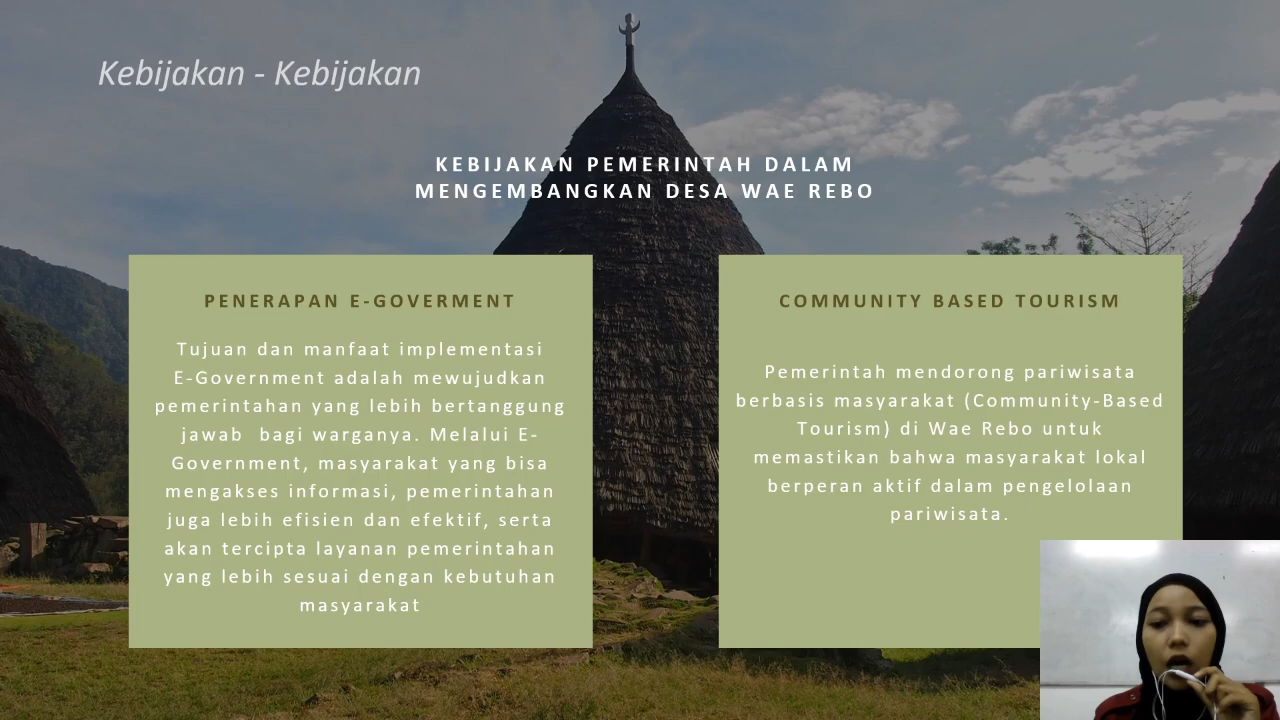 Kebijakan - Kebijakan
KEBIJAKAN PEMERINTAH DALAM
MENGEMBANGKAN DESA WAE REBO
PENERAPAN E-GOVERMENT
Tujuan dan manfaat implementasi
E-Government adalah mewujudkan
pemerintahan yang lebih bertanggung
jawab  bagi warganya. Melalui E-
Government, masyarakat yang bisa
mengakses informasi, pemerintahan
juga lebih efisien dan efektif, serta
akan tercipta layanan pemerintahan
yang lebih sesuai dengan kebutuhan
masyarakat
COMMUNITY BASED TOURISM
Pemerintah mendorong pariwisata
berbasis masyarakat (Community-Based
Tourism) di Wae Rebo untuk
memastikan bahwa masyarakat lokal
berperan aktif dalam pengelolaan
pariwisata.